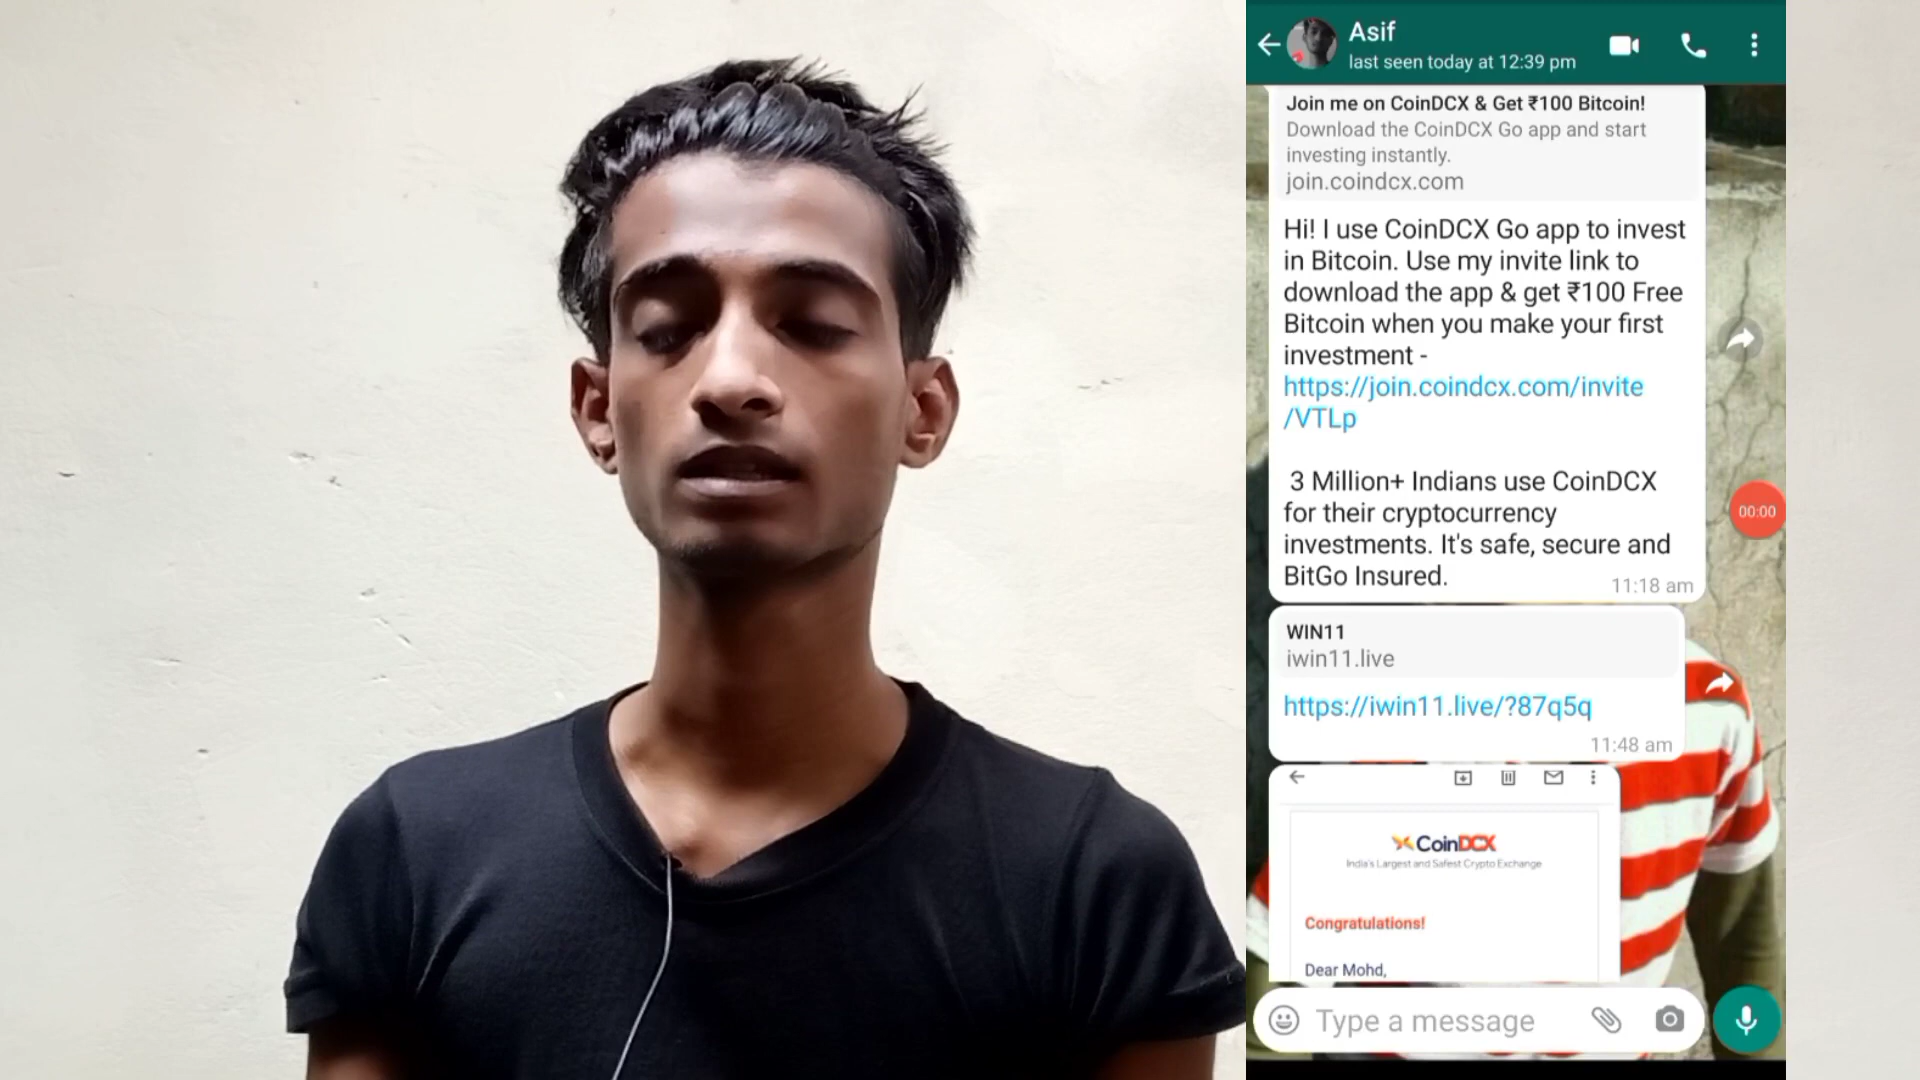 Asif
last seen today at 12:39 pm
Join me on CoinDCX & Get ₹100 Bitcoin!
Download the CoinDCX Go app and start
investing instantly.
join.coindcx.com
Hi! I use CoinDCX Go app to invest
in Bitcoin. Use my invite link to
download the app & get ₹100 Free
Bitcoin when you make your first
investment -
https://join.coindcx.com/invite
/VTLp
3 Million+ Indians use CoinDCX
for their cryptocurrency
investments. It's safe, secure and
BitGo Insured.
11:18 am
00:00
WIN11
iwin11.live
https://iwin11.live/?87q5q
11:48 am
CoinDCX
India's Largest and Safest Crypto Exchange
Congratulations!
Dear Mohd,
Type a message